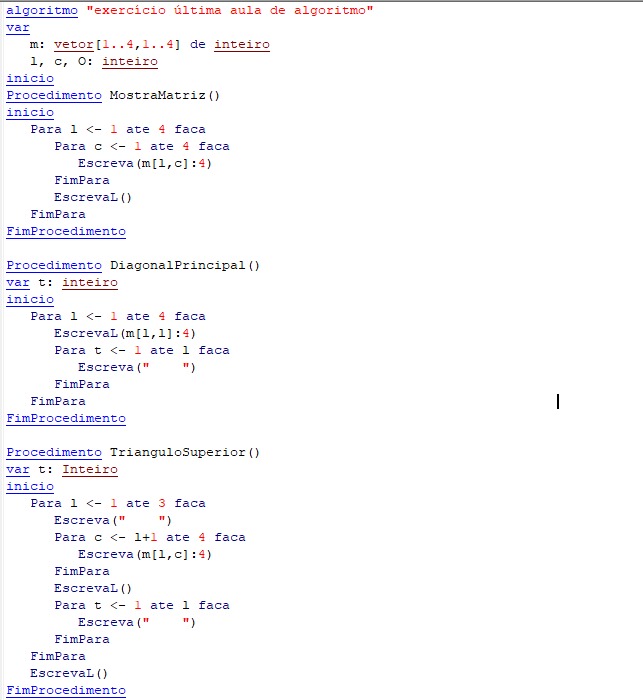 algoritmo "exercício última aula de algoritmo"
var
   m: vetor[1..4,1..4] de inteiro
   l, c, O: inteiro
inicio
Procedimento MostraMatriz()
inicio
   Para l <- 1 ate 4 faca
      Para c <- 1 ate 4 faca
         Escreva(m[l,c]:4)
      FimPara
      EscrevaL()
   FimPara
FimProcedimento

Procedimento DiagonalPrincipal()
var t: inteiro
inicio
   Para l <- 1 ate 4 faca
      EscrevaL(m[l,l]:4)
      Para t <- 1 ate l faca
         Escreva("    ")
      FimPara
   FimPara
FimProcedimento

Procedimento TrianguloSuperior()
var t: Inteiro
inicio
   Para l <- 1 ate 3 faca
      Escreva("    ")
      Para c <- l+1 ate 4 faca
         Escreva(m[l,c]:4)
      FimPara
      EscrevaL()
      Para t <- 1 ate l faca
         Escreva("    ")
      FimPara
   FimPara
   EscrevaL()
FimProcedimento